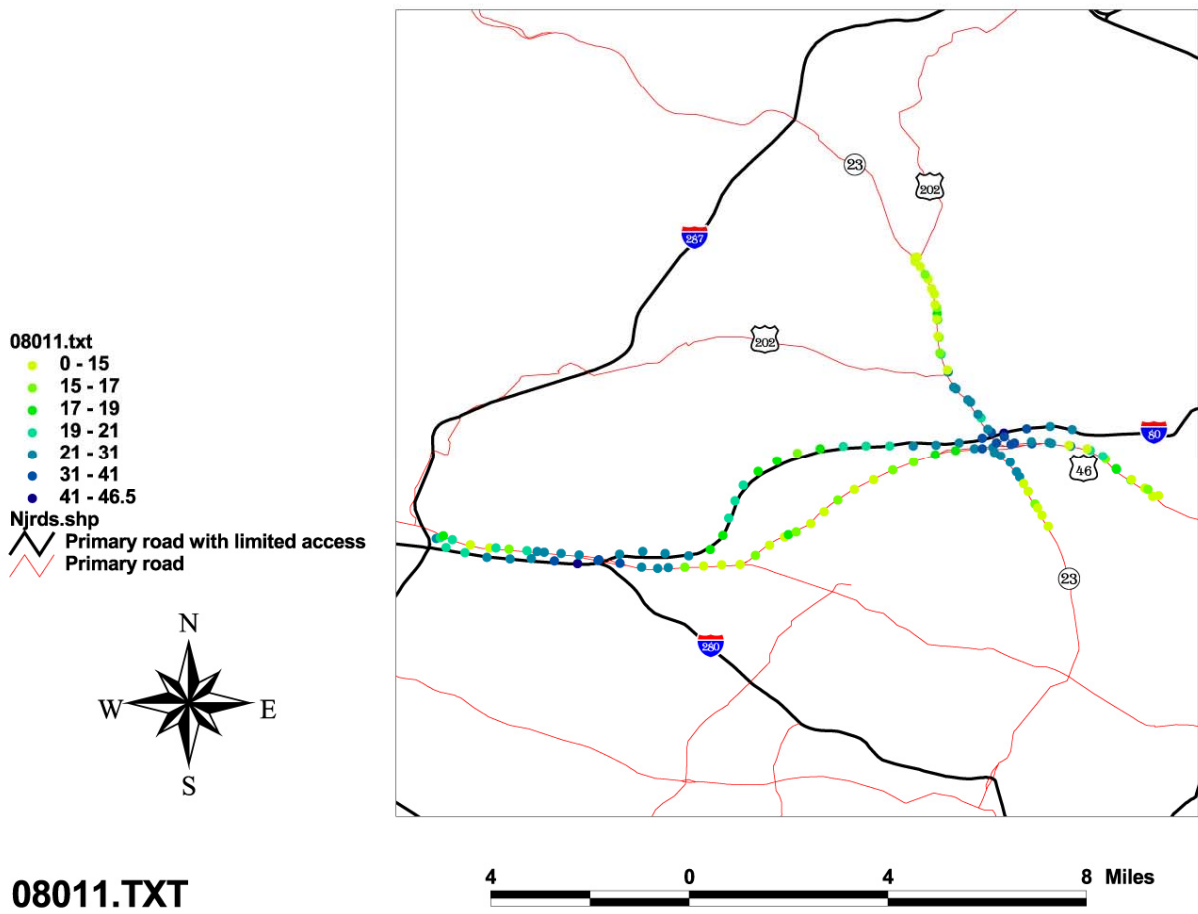 23
202
287
08011.txt
0 - 15
15 - 17
17 - 19
19 - 21
21 - 31
31 - 41
41 - 46.5
Njrds.shp
Primary road with limited access
Primary road
202
80
46
23
280
N
W E
S
08011.TXT
4 0 4 8 Miles